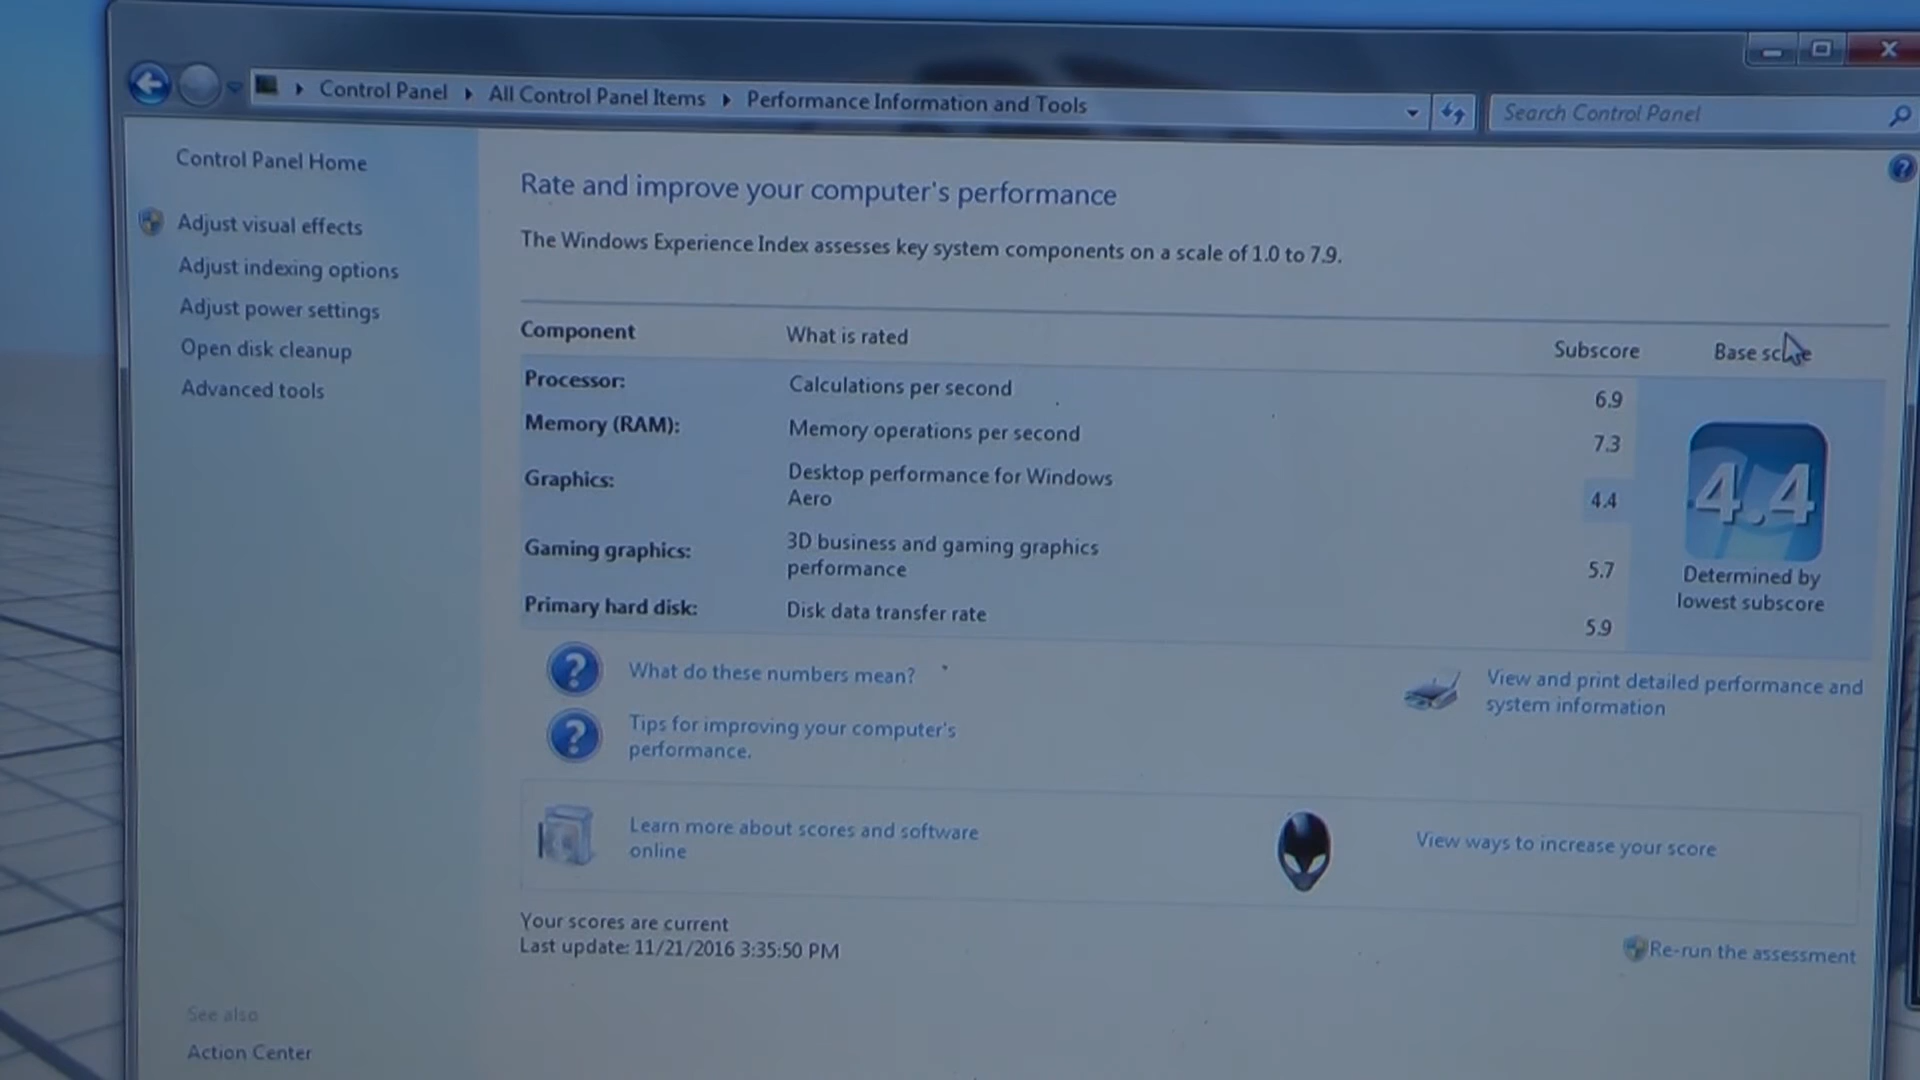 Control Panel ▸ All Control Panel Items ▸ Performance Information and Tools
Search Control Panel
Control Panel Home
Adjust visual effects
Adjust indexing options
Adjust power settings
Open disk cleanup
Advanced tools
See also
Action Center
Rate and improve your computer's performance
The Windows Experience Index assesses key system components on a scale of 1.0 to 7.9.
Component What is rated Subscore Base score
Processor: Calculations per second 6.9
Memory (RAM): Memory operations per second 7.3
Graphics: Desktop performance for Windows
Aero
4.4
Gaming graphics: 3D business and gaming graphics
performance
5.7
Primary hard disk: Disk data transfer rate 5.9
4.4
Determined by
lowest subscore
What do these numbers mean?
Tips for improving your computer's
performance.
View and print detailed performance and
system information
Learn more about scores and software
online
View ways to increase your score
Your scores are current
Last update: 11/21/2016 3:35:50 PM
Re-run the assessment